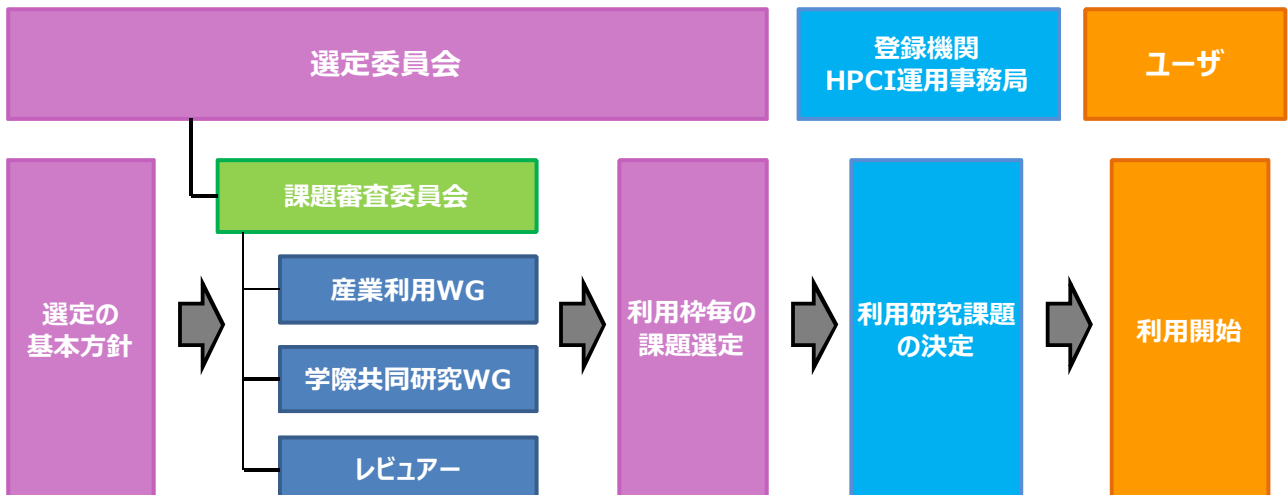 選定委員会
登録機関
HPCI運用事務局
ユーザ
選定の
基本方針
課題審査委員会
産業利用WG
学際共同研究WG
レビュアー
利用枠毎の
課題選定
利用研究課題
の決定
利用開始